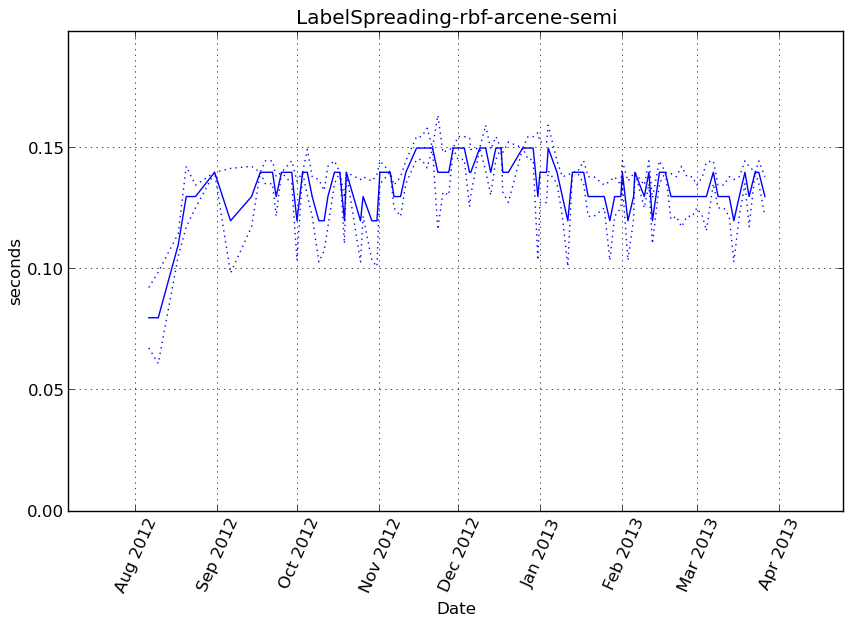 LabelSpreading-rbf-arcene-semi
seconds
0.15
0.10
0.05
0.00
Aug 2012
Sep 2012
Oct 2012
Nov 2012
Dec 2012
Jan 2013
Feb 2013
Mar 2013
Apr 2013
Date